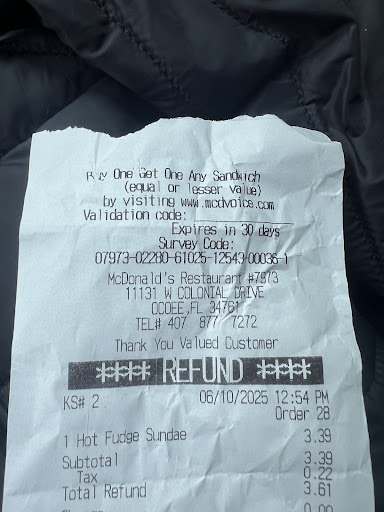 Buy One Get One Any Sandwich
(equal or lesser value)
by visiting www.mcdvoice.com
Validation code:
Expires in 30 days
Survey Code:
07973-02280-61025-12543-00036-1
McDonald's Restaurant #7973
11131 W COLONIAL DRIVE
OCOEE ,FL 34761
TEL# 407 877 7272
Thank You Valued Customer
**** REFUND ****
KS# 2 06/10/2025 12:54 PM
Order 28
1 Hot Fudge Sundae 3.39
Subtotal 3.39
Tax 0.22
Total Refund 3.61
Change 0.00